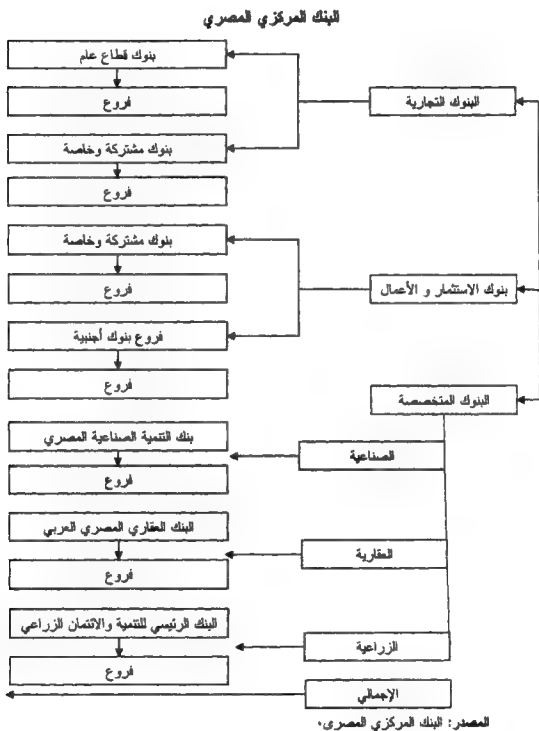 البنك المركزي المصري
بنوك قطاع عام
فروع
البنوك التجارية
بنوك مشتركة وخاصة
فروع
بنوك مشتركة وخاصة
فروع
بنوك الاستثمار و الأعمال
فروع بنوك أجنبية
فروع
البنوك المتخصصة
بنك التنمية الصناعية المصري
الصناعية
فروع
البنك العقاري المصري العربي
العقارية
فروع
البنك الرئيسي للتنمية والائتمان الزراعي
الزراعية
فروع
الإجمالي
المصدر: البنك المركزي المصرى.